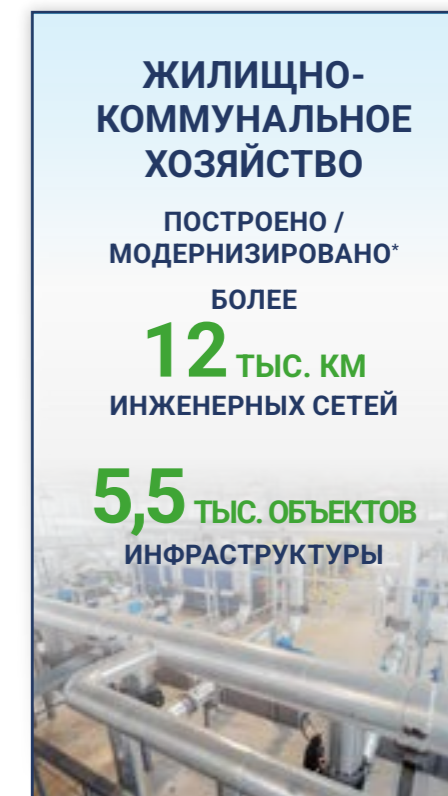 ЖИЛИЩНО-
КОММУНАЛЬНОЕ
ХОЗЯЙСТВО
ПОСТРОЕНО /
МОДЕРНИЗИРОВАНО*
БОЛЕЕ
12 ТЫС. КМ
ИНЖЕНЕРНЫХ СЕТЕЙ
5,5 ТЫС. ОБЪЕКТОВ
ИНФРАСТРУКТУРЫ